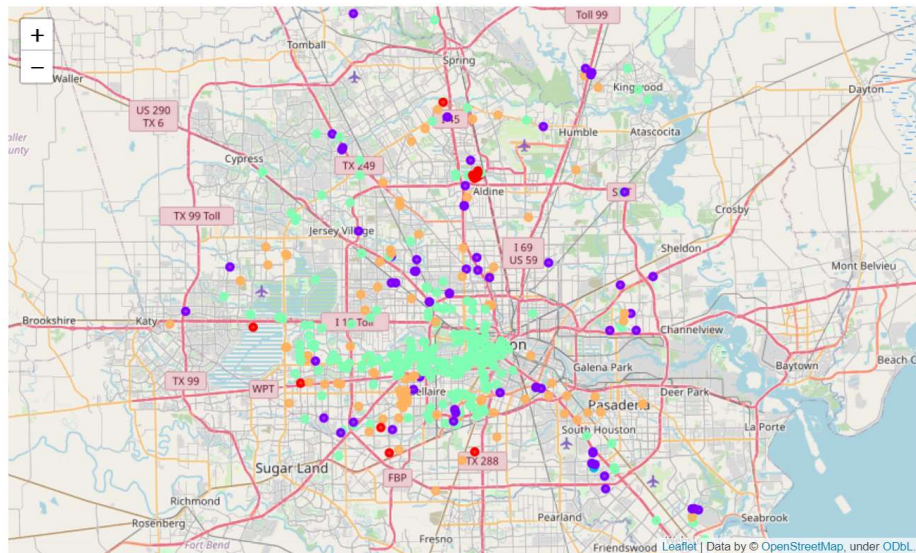 +
−
Tomball
Toll 99
Spring
Waller
Kingwood
Dayton
US 290
TX 6
Humble
Atascocita
Cypress
TX 249
Aldine
Crosby
TX 99 Toll
Jersey Village
Sheldon
I 69
US 59
Mont Belvieu
Brookshire
Katy
Channelview
Galena Park
Baytown
Beach
TX 99
WPT
Deer Park
Pasadena
La Porte
South Houston
TX 288
Sugar Land
FBP
Richmond
Rosenberg
Pearland
Seabrook
Fresno
Fort Bend
Friendswood
Leaflet | Data by © OpenStreetMap, under ODbL.